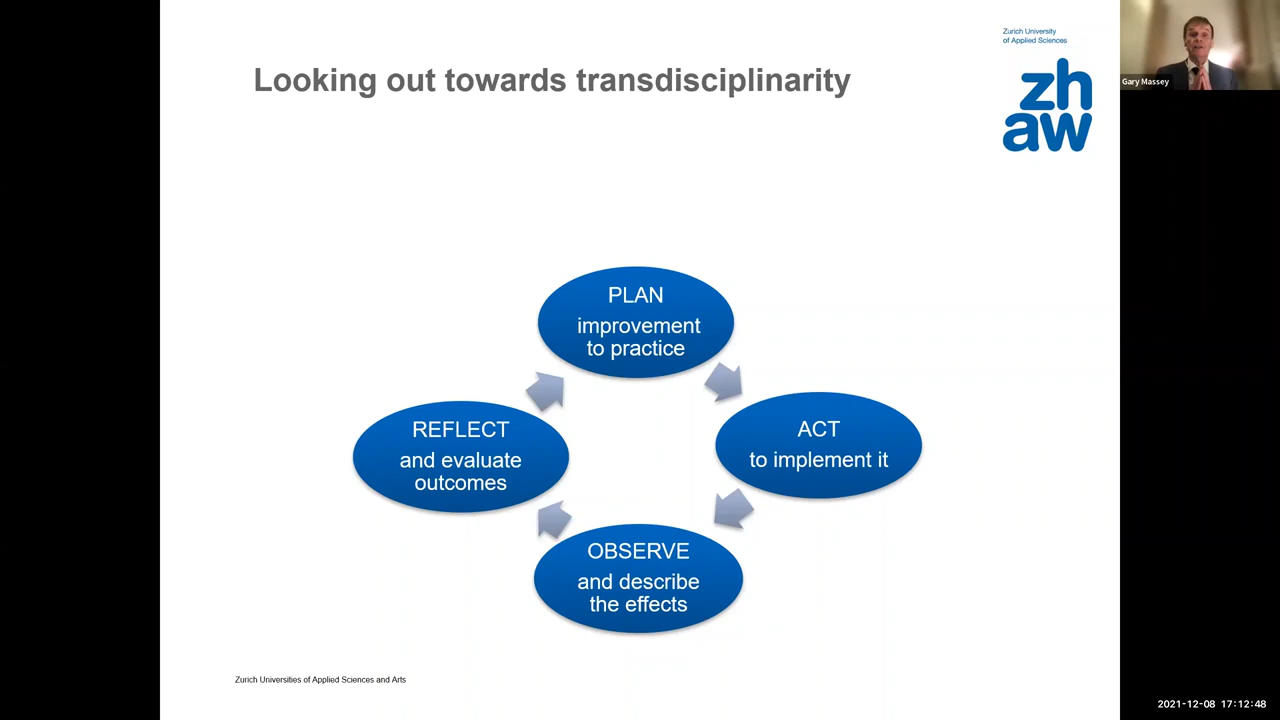 Zurich University
of Applied Sciences
zh
aw
Looking out towards transdisciplinarity
Gary Massey
PLAN
improvement
to practice
ACT
to implement it
OBSERVE
and describe
the effects
REFLECT
and evaluate
outcomes
Zurich Universities of Applied Sciences and Arts
2021-12-08 17:12:48